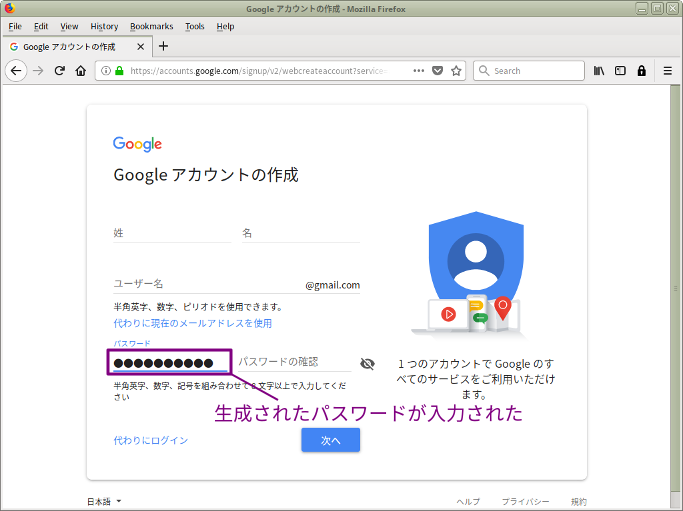 Google アカウントの作成 - Mozilla Firefox
File Edit View History Bookmarks Tools Help
Google アカウントの作成
https://accounts.google.com/signup/v2/webcreateaccount?service= Search
Google
Google アカウントの作成
姓 名
ユーザー名 @gmail.com
半角英字、数字、ピリオドを使用できます。
代わりに現在のメールアドレスを使用
パスワード
●●●●●●●●●● パスワードの確認
半角英字、数字、記号を組み合わせて 8 文字以上で入力してくだ
さい
1 つのアカウントで Google のす
べてのサービスをご利用いただけ
ます。
生成されたパスワードが入力された
代わりにログイン 次へ
日本語 ヘルプ プライバシー 規約